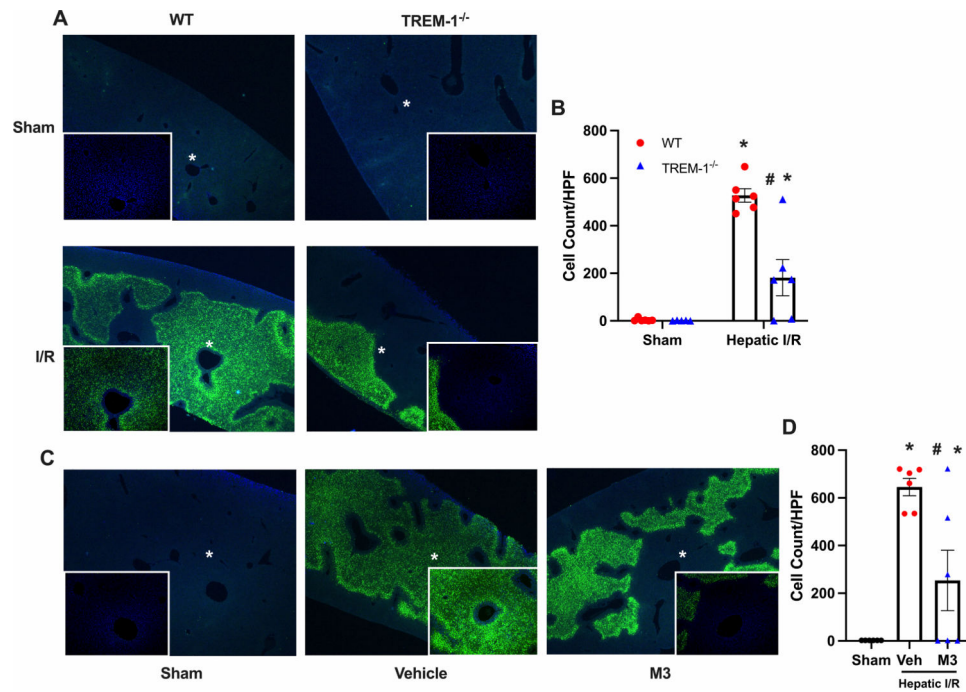 A
WT
TREM-1-/-
Sham
*
*
I/R
*
*
B
800
600
400
200
0
Cell Count/HPF
WT
TREM-1-/-
*
# *
Sham
Hepatic I/R
C
*
*
*
Sham
Vehicle
M3
D
800
600
400
200
0
Cell Count/HPF
*
# *
Sham Veh M3
Hepatic I/R